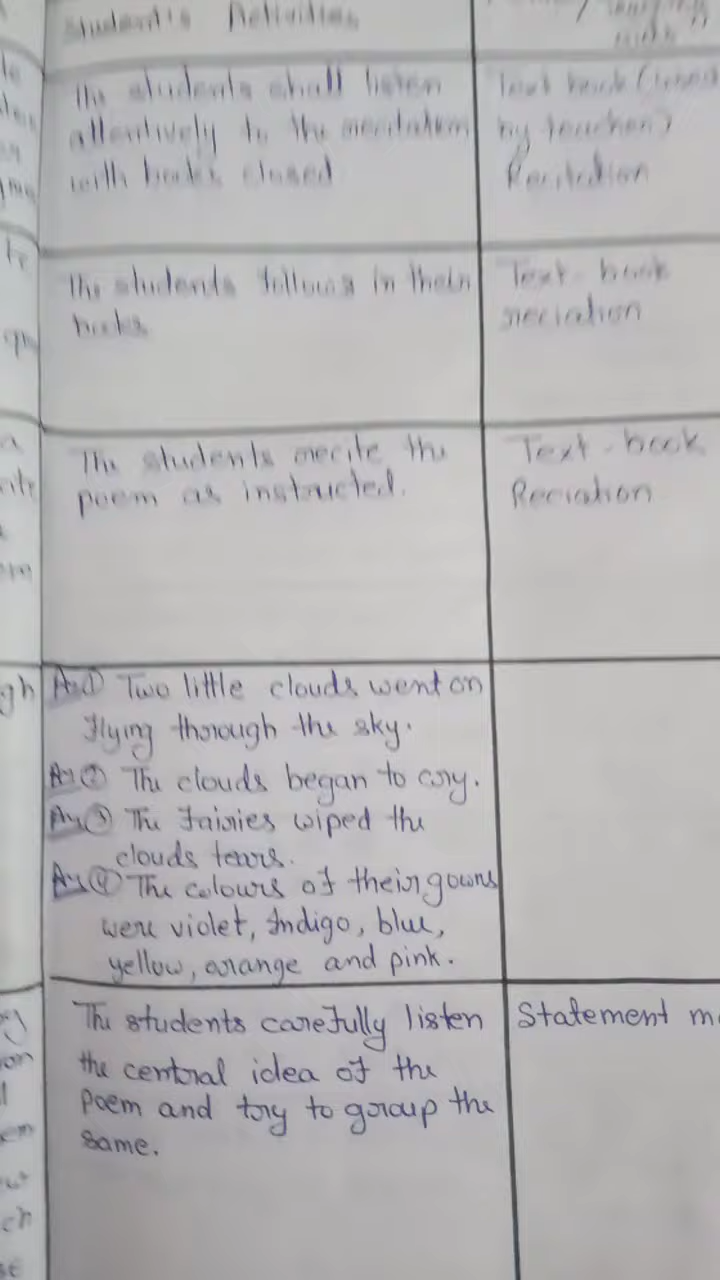 Students Activities
The students shall listen
attentively to the recitation
with books closed
Text book (used
by teacher)
Recitation
The students follows in their
books
Text-book
reciation
The students recite the
poem as instructed.
Text-book
Reciation
Ans① Two little clouds went on
flying through the sky.
Ans② The clouds began to cry.
Ans③ The fairies wiped the
clouds tears.
Ans④ The colours of their gowns
were violet, Indigo, blue,
yellow, orange and pink.
The students carefully listen
the central idea of the
poem and try to group the
same.
Statement m